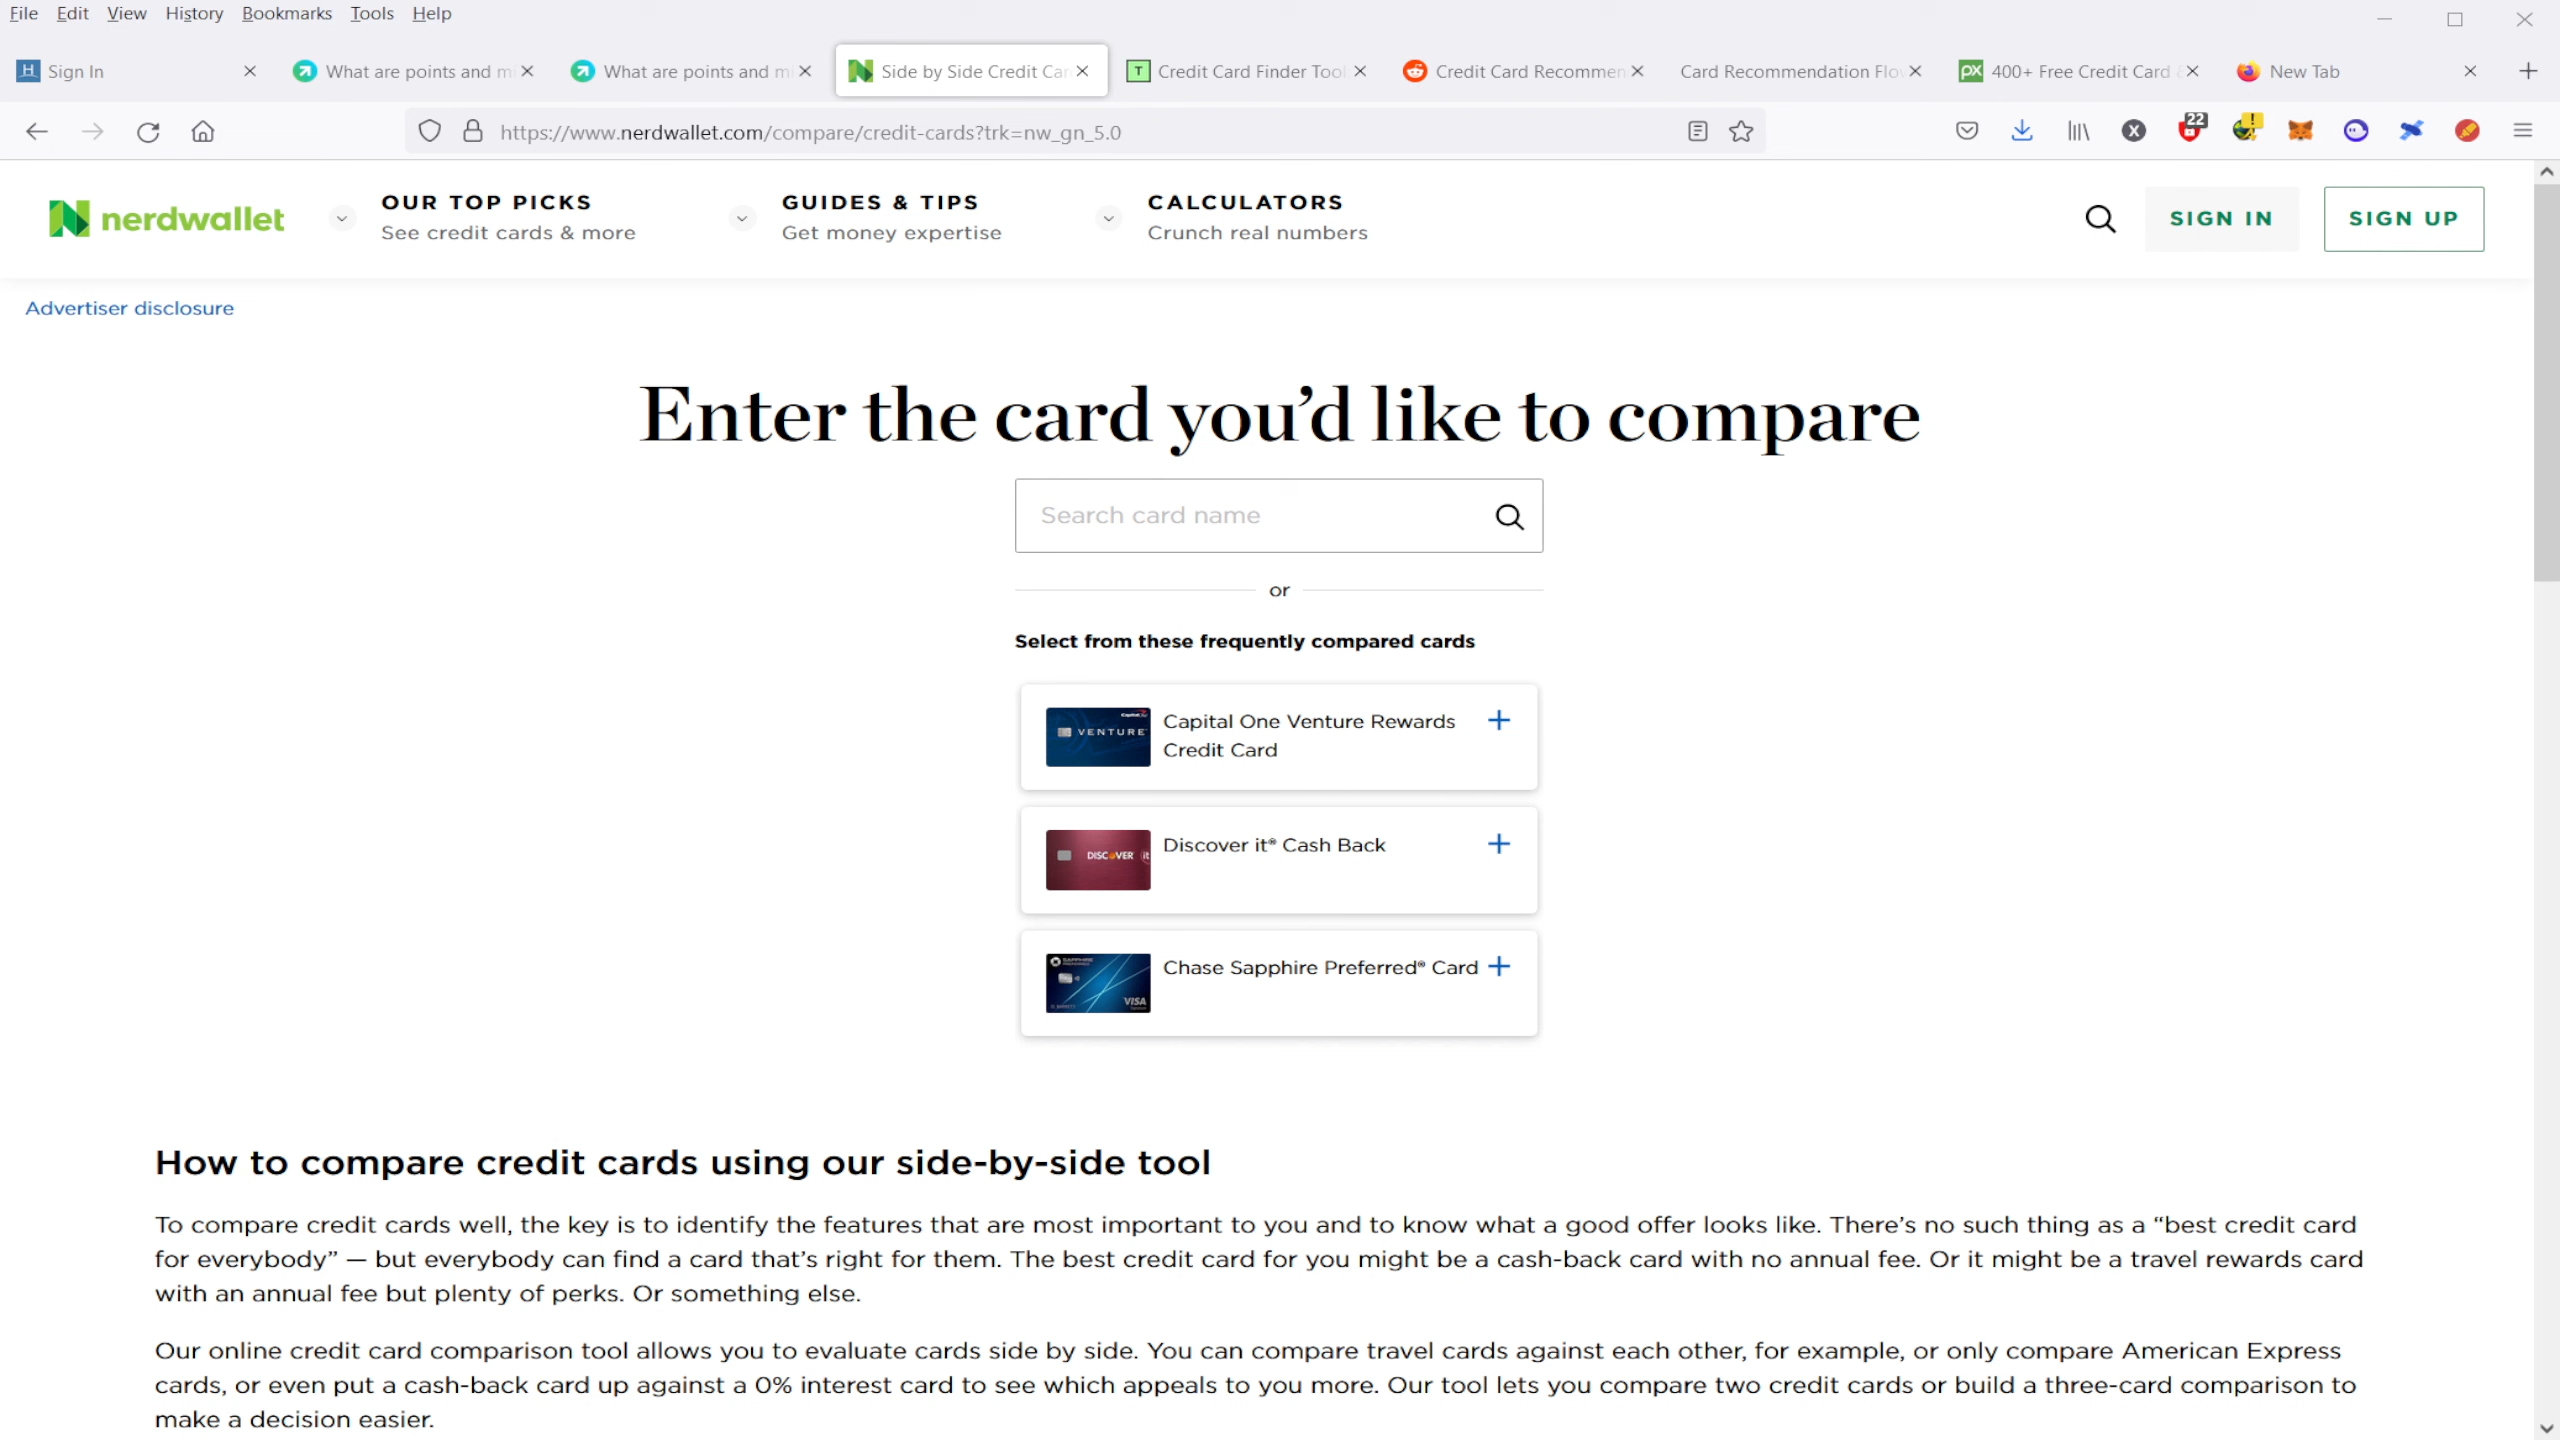 File Edit View History Bookmarks Tools Help
Sign In
What are points and mi
What are points and mi
Side by Side Credit Car
Credit Card Finder Tool
Credit Card Recommen
Card Recommendation Flo
400+ Free Credit Card
New Tab
https://www.nerdwallet.com/compare/credit-cards?trk=nw_gn_5.0
22
nerdwallet
OUR TOP PICKS
See credit cards & more
GUIDES & TIPS
Get money expertise
CALCULATORS
Crunch real numbers
SIGN IN
SIGN UP
Advertiser disclosure
Enter the card you’d like to compare
Search card name
or
Select from these frequently compared cards
VENTURE
Capital One Venture Rewards
Credit Card
DISCOVER it
Discover it® Cash Back
VISA
Chase Sapphire Preferred® Card
How to compare credit cards using our side-by-side tool
To compare credit cards well, the key is to identify the features that are most important to you and to know what a good offer looks like. There’s no such thing as a “best credit card
for everybody” — but everybody can find a card that’s right for them. The best credit card for you might be a cash-back card with no annual fee. Or it might be a travel rewards card
with an annual fee but plenty of perks. Or something else.
Our online credit card comparison tool allows you to evaluate cards side by side. You can compare travel cards against each other, for example, or only compare American Express
cards, or even put a cash-back card up against a 0% interest card to see which appeals to you more. Our tool lets you compare two credit cards or build a three-card comparison to
make a decision easier.